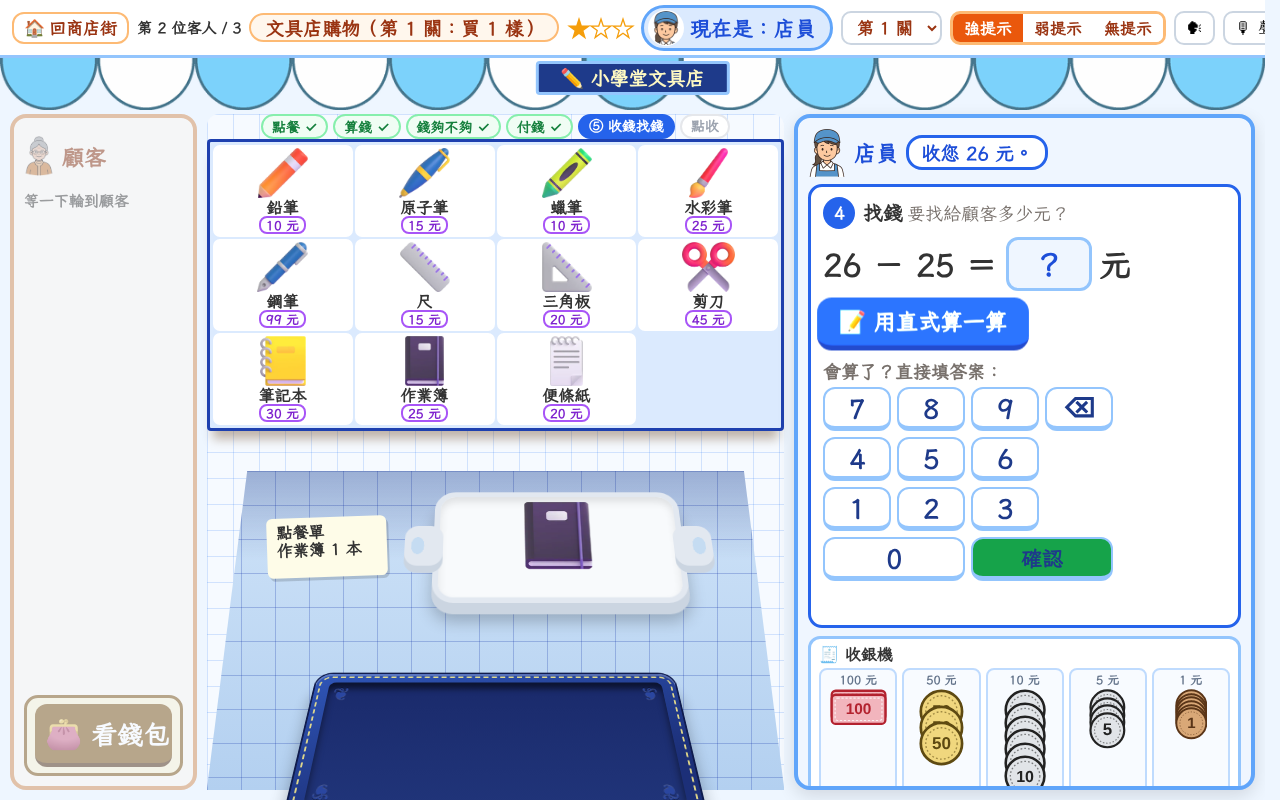 🏠 回商店街
第 2 位客人 / 3
文具店購物（第 1 關：買 1 樣）
現在是：店員
第 1 關
強提示
弱提示
無提示
✏️ 小學堂文具店
顧客
等一下輪到顧客
看錢包
點餐 ✓
算錢 ✓
錢夠不夠 ✓
付錢 ✓
⑤ 收錢找錢
點收
鉛筆
10 元
原子筆
15 元
蠟筆
10 元
水彩筆
25 元
鋼筆
99 元
尺
15 元
三角板
20 元
剪刀
45 元
筆記本
30 元
作業簿
25 元
便條紙
20 元
點餐單
作業簿 1 本
店員
收您 26 元。
4 找錢 要找給顧客多少元？
26 − 25 = ? 元
📝 用直式算一算
會算了？直接填答案：
7 8 9 ⌫
4 5 6
1 2 3
0 確認
🧾 收銀機
100 元
50 元
10 元
5 元
1 元
100
50
10
5
1